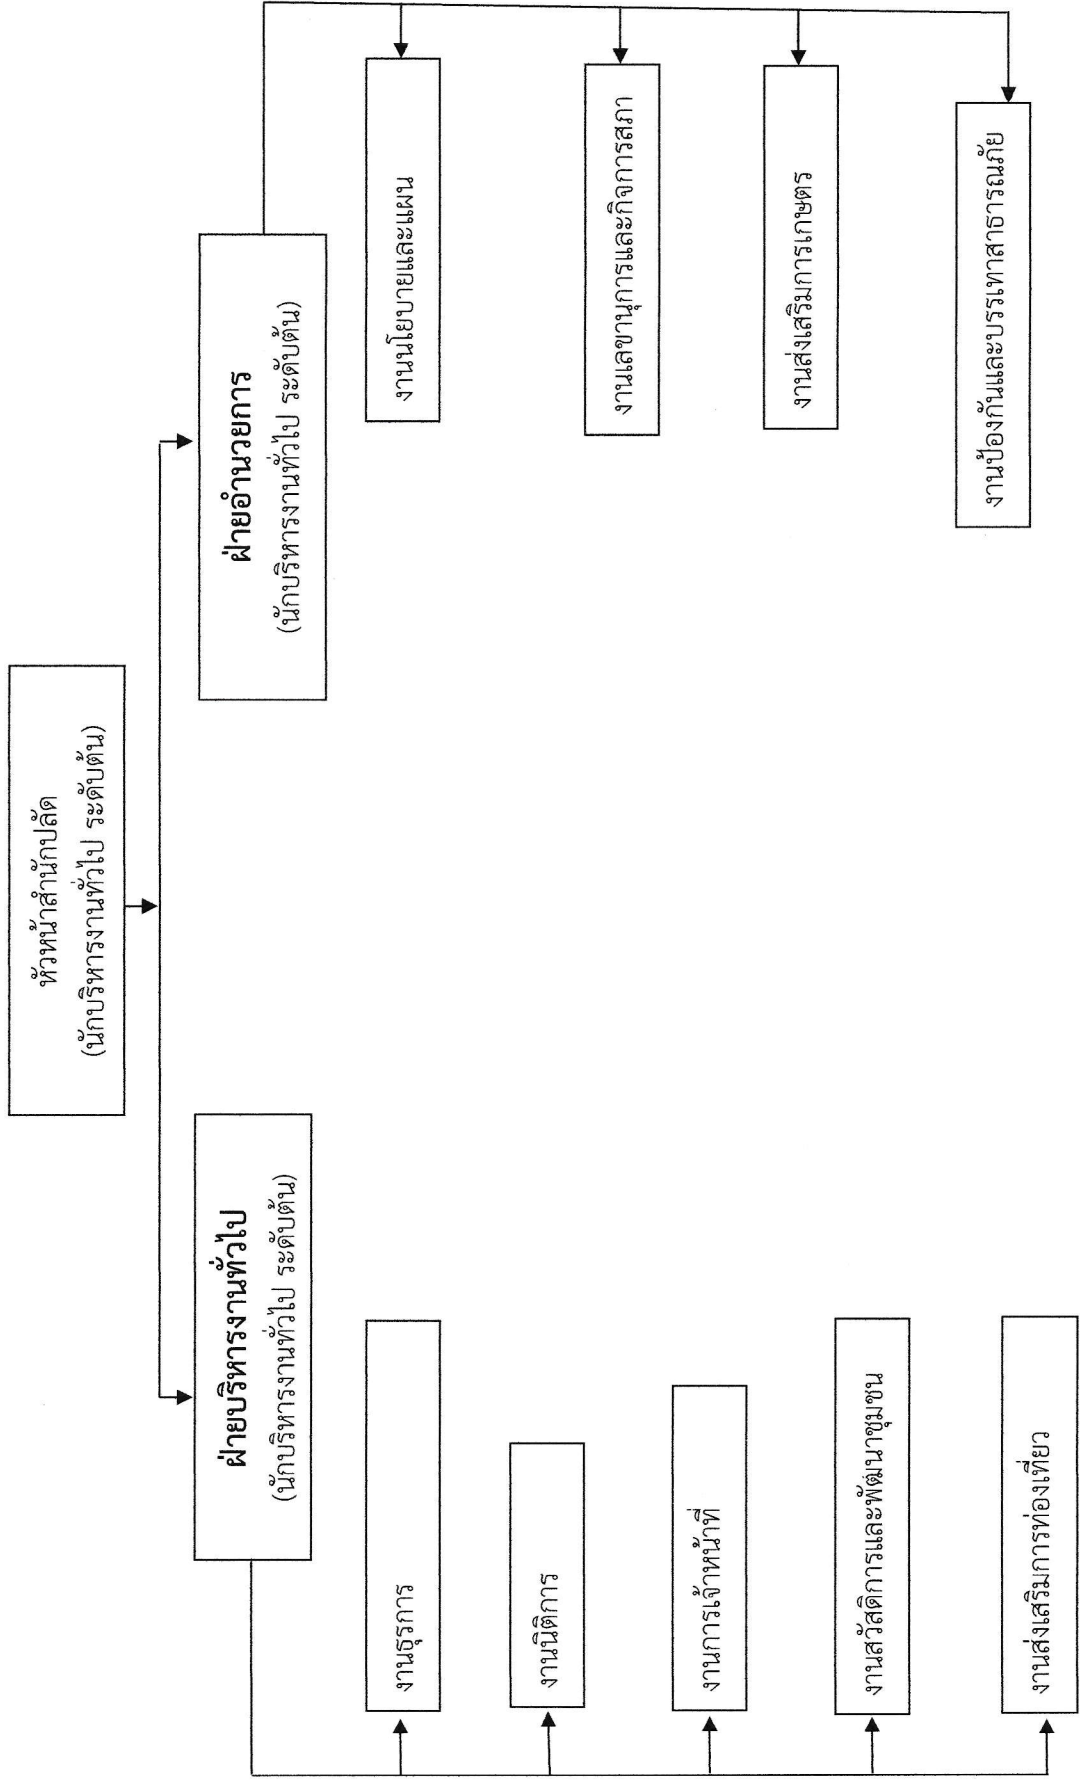 หัวหน้าสำนักปลัด
(นักบริหารงานทั่วไป ระดับต้น)
ฝ่ายบริหารงานทั่วไป
(นักบริหารงานทั่วไป ระดับต้น)
งานธุรการ
งานนิติการ
งานการเจ้าหน้าที่
งานสวัสดิการและพัฒนาชุมชน
งานส่งเสริมการท่องเที่ยว
ฝ่ายอำนวยการ
(นักบริหารงานทั่วไป ระดับต้น)
งานนโยบายและแผน
งานเลขานุการและกิจการสภา
งานส่งเสริมการเกษตร
งานป้องกันและบรรเทาสาธารณภัย